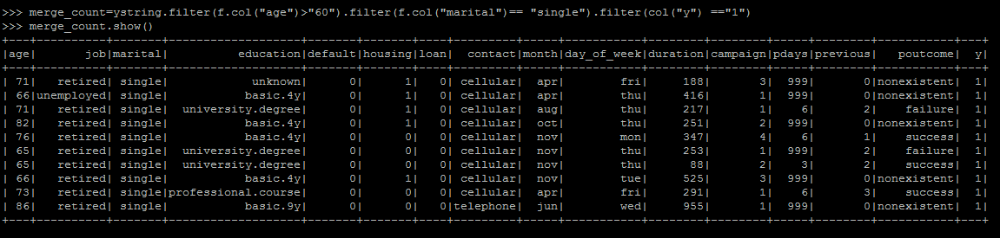 >>> merge_count=ystring.filter(f.col("age")>"60").filter(f.col("marital")== "single").filter(col("y") =="1")
>>> merge_count.show()
+---+----------+-------+-------------------+-------+-------+----+---------+-----+-----------+--------+--------+-----+--------+-----------+---+
|age|       job|marital|          education|default|housing|loan|  contact|month|day_of_week|duration|campaign|pdays|previous|   poutcome|  y|
+---+----------+-------+-------------------+-------+-------+----+---------+-----+-----------+--------+--------+-----+--------+-----------+---+
| 71|   retired| single|            unknown|      0|      1|   0| cellular|  apr|        fri|     188|       3|  999|       0|nonexistent|  1|
| 66|unemployed| single|           basic.4y|      0|      1|   0| cellular|  apr|        thu|     416|       1|  999|       0|nonexistent|  1|
| 71|   retired| single|  university.degree|      0|      1|   0| cellular|  aug|        thu|     217|       1|    6|       2|    failure|  1|
| 82|   retired| single|           basic.4y|      0|      1|   0| cellular|  oct|        thu|     251|       2|  999|       0|nonexistent|  1|
| 76|   retired| single|           basic.4y|      0|      0|   0| cellular|  nov|        mon|     347|       4|    6|       1|    success|  1|
| 65|   retired| single|  university.degree|      0|      0|   0| cellular|  nov|        thu|     253|       1|  999|       2|    failure|  1|
| 65|   retired| single|  university.degree|      0|      0|   0| cellular|  nov|        thu|      88|       2|    3|       2|    success|  1|
| 66|   retired| single|           basic.4y|      0|      1|   0| cellular|  nov|        tue|     525|       3|  999|       0|nonexistent|  1|
| 73|   retired| single|professional.course|      0|      0|   0| cellular|  apr|        fri|     291|       1|    6|       3|    success|  1|
| 86|   retired| single|           basic.9y|      0|      0|   0|telephone|  jun|        wed|     955|       1|  999|       0|nonexistent|  1|
+---+----------+-------+-------------------+-------+-------+----+---------+-----+-----------+--------+--------+-----+--------+-----------+---+